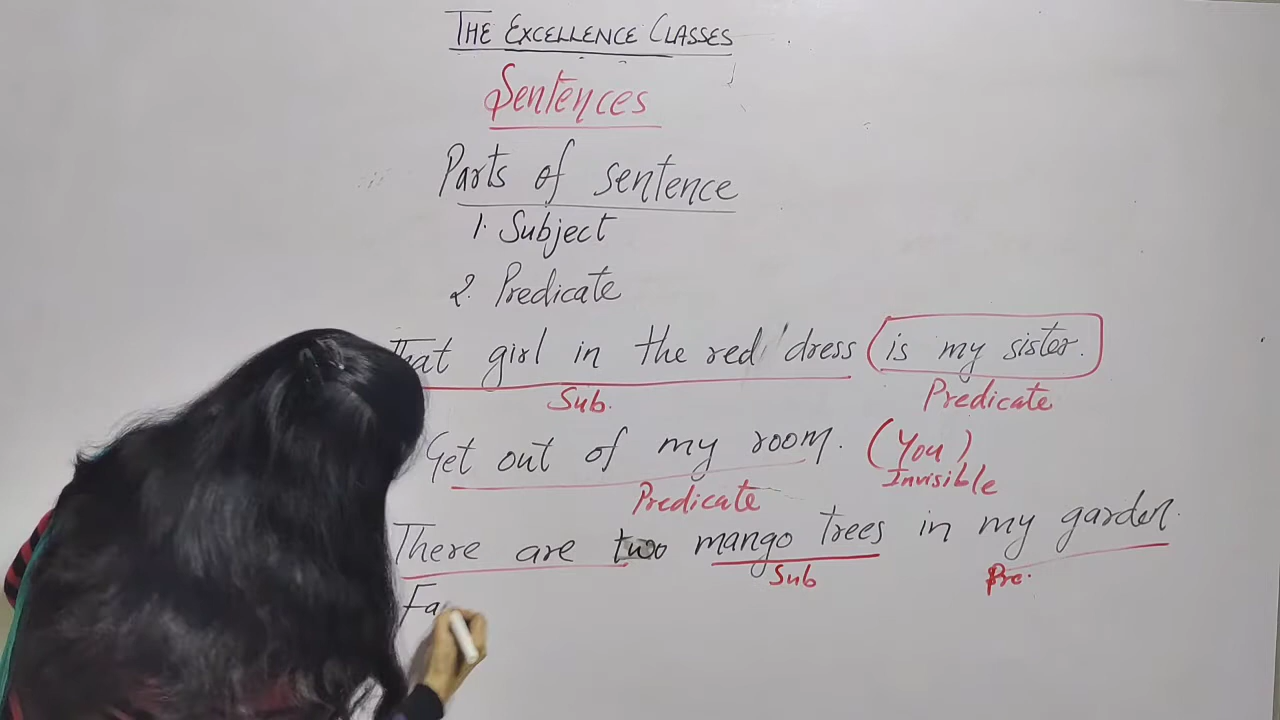 THE EXCELLENCE CLASSES
Sentences
Parts of sentence
1. Subject
2. Predicate
That girl in the red dress is my sister.
Sub. Predicate
Get out of my room. (You)
Predicate Invisible
There are two mango trees in my garden.
Sub Pre.
Fa